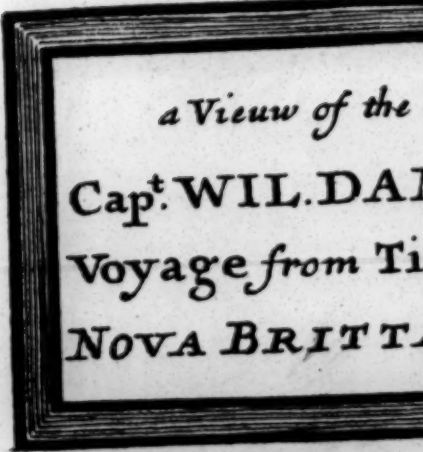 a Vieuw of the
Capt. WIL. DA
Voyage from Ti
NOVA BRITT